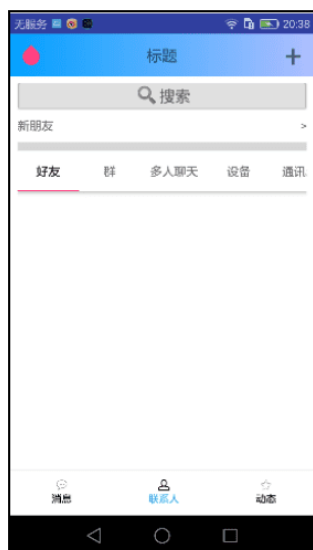 无服务 20:38
标题 +
搜索
新朋友 >
好友 群 多人聊天 设备 通讯
消息 联系人 动态